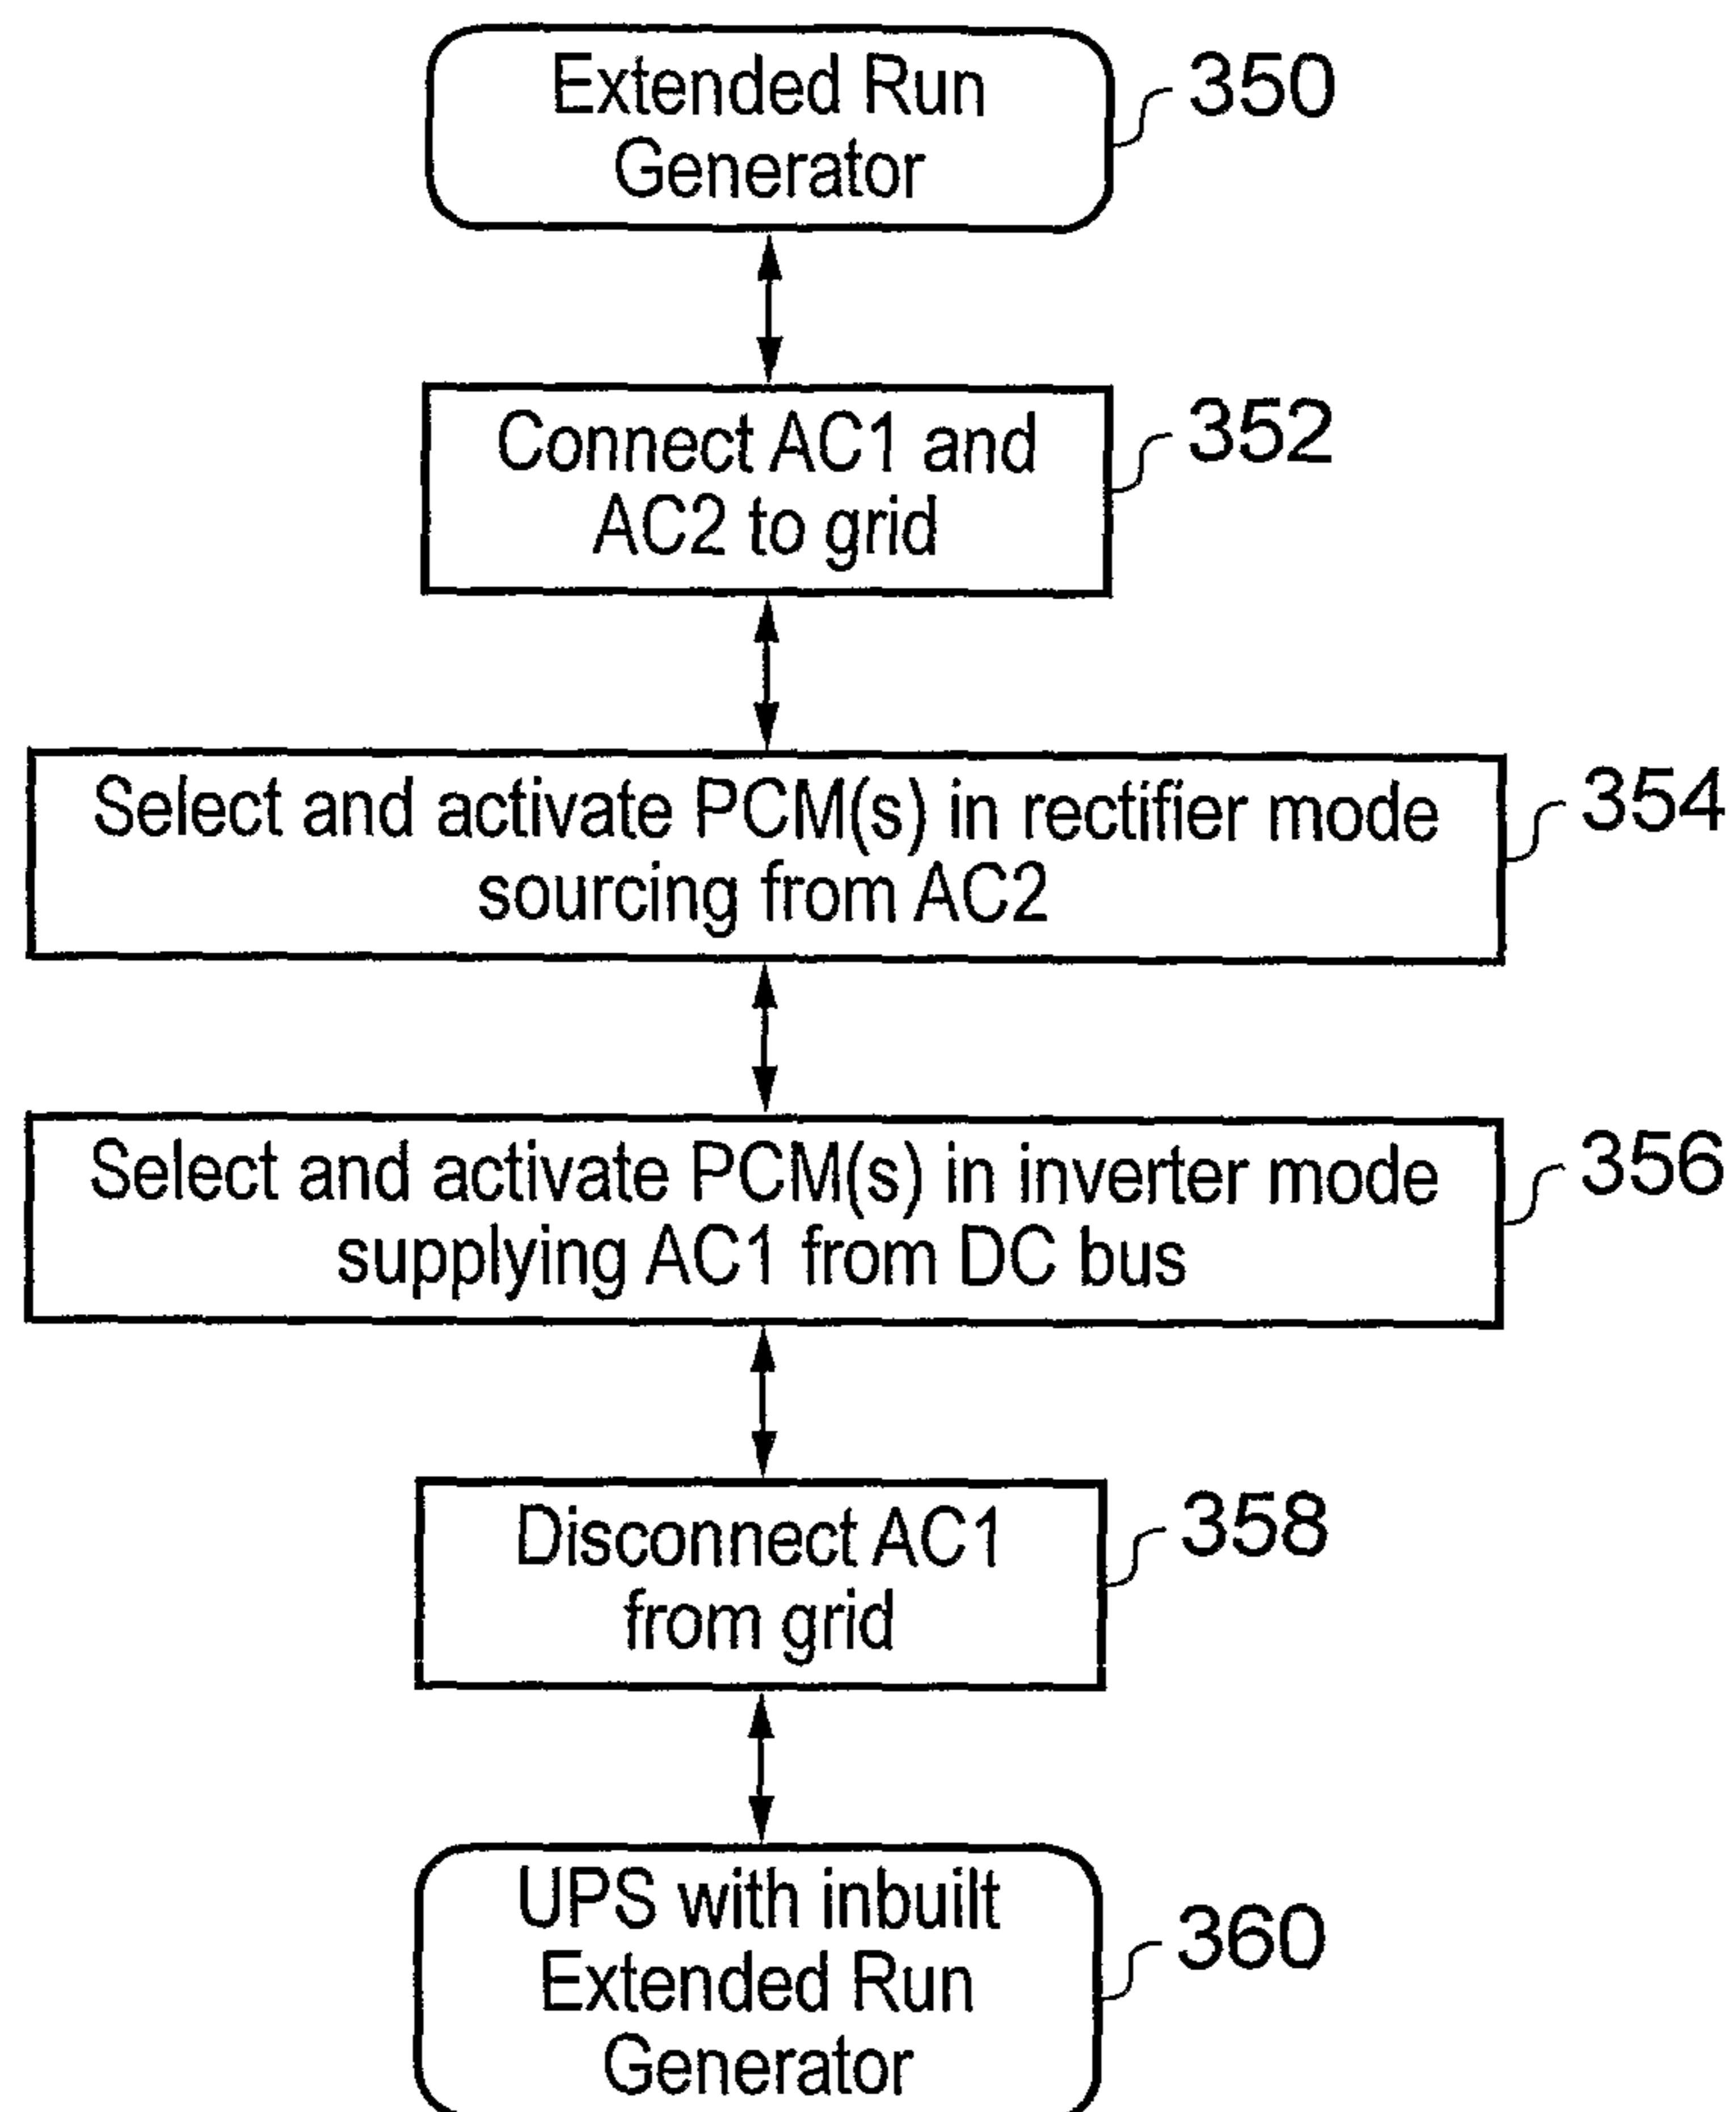 Extended Run
Generator
350
Connect AC1 and
AC2 to grid
352
Select and activate PCM(s) in rectifier mode
sourcing from AC2
354
Select and activate PCM(s) in inverter mode
supplying AC1 from DC bus
356
Disconnect AC1
from grid
358
UPS with inbuilt
Extended Run
Generator
360